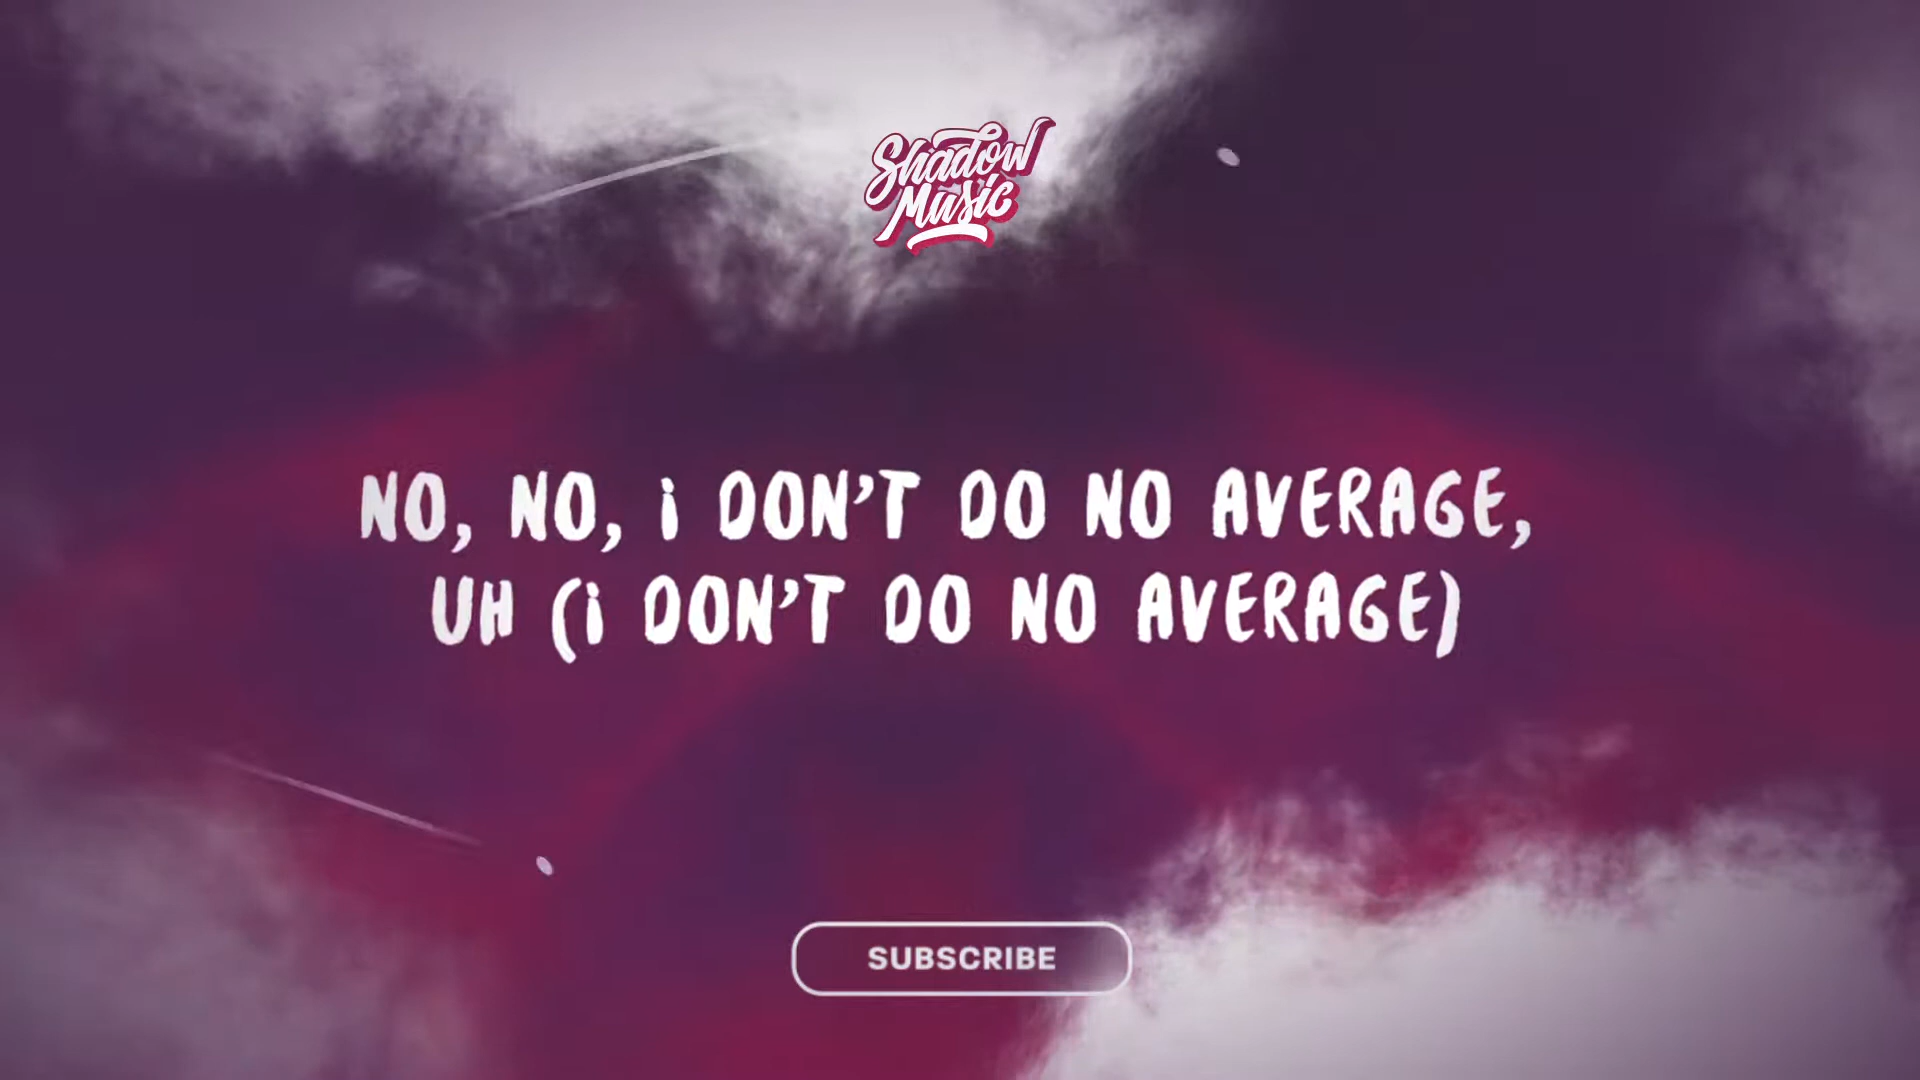 Shadow
Music
NO, NO, i DON'T DO NO AVERAGE,
UH (i DON'T DO NO AVERAGE)
SUBSCRIBE